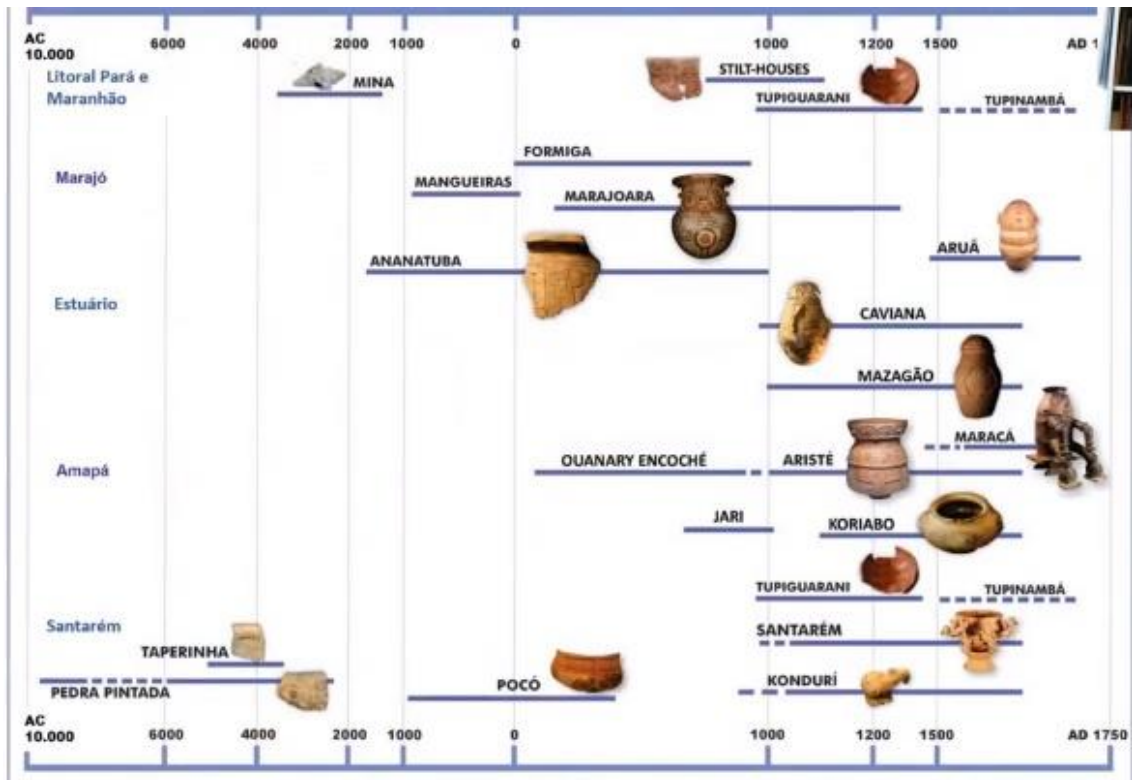 AC
10.000
6000 4000 2000 1000 0 1000 1200 1500 AD 1
Litoral Pará e
Maranhão
MINA
STILT-HOUSES
TUPIGUARANI
TUPINAMBÁ
Marajó
FORMIGA
MANGUEIRAS
MARAJOARA
ARUÃ
ANANATUBA
Estuário
CAVIANA
MAZAGÃO
MARACÁ
Amapá
OUANARY ENCOCHÉ
ARISTÉ
JARI
KORIABO
TUPIGUARANI
TUPINAMBÁ
Santarém
SANTARÉM
TAPERINHA
PEDRA PINTADA
POCÓ
KONDURÍ
AC
10.000
6000 4000 2000 1000 0 1000 1200 1500 AD 1750